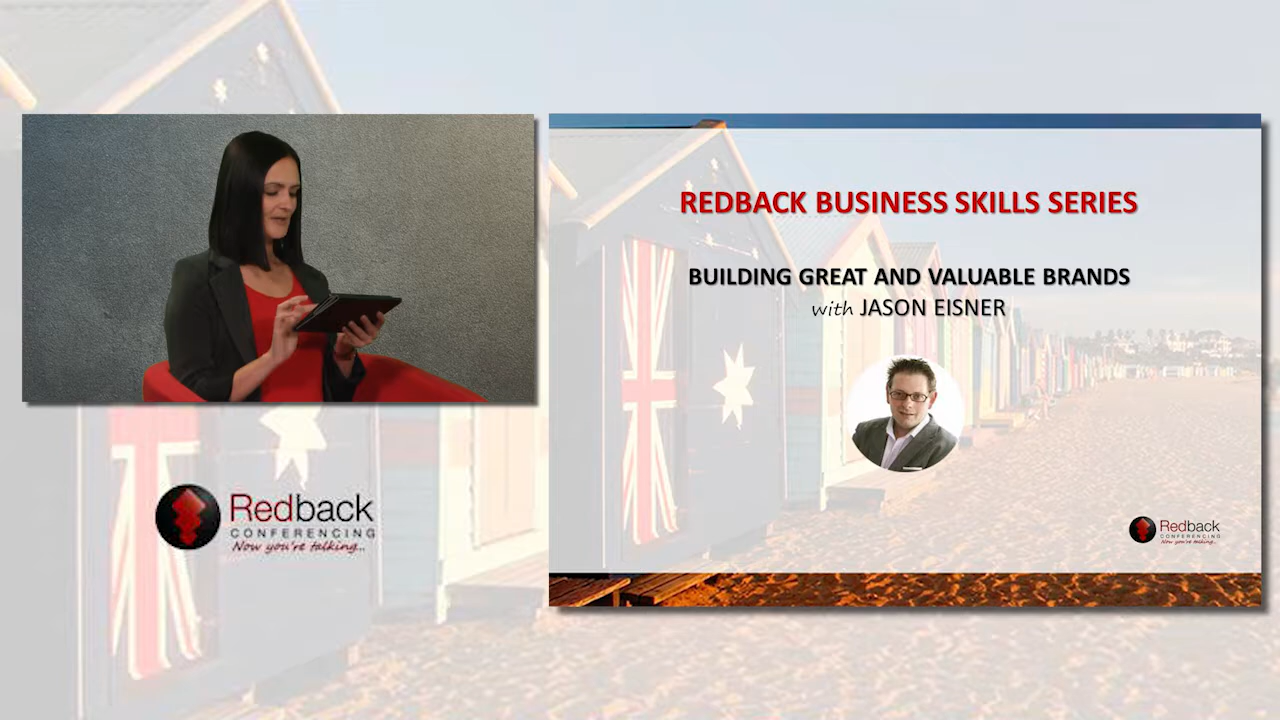 REDBACK BUSINESS SKILLS SERIES
BUILDING GREAT AND VALUABLE BRANDS
with JASON EISNER
Redback
CONFERENCING
Now you're talking...
Redback
CONFERENCING
Now you're talking...